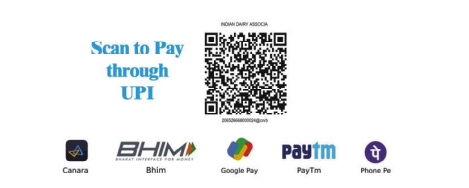 INDIAN DAIRY ASSOCIA
Scan to Pay
through
UPI
BHIM
BHARAT INTERFACE FOR MONEY
paytm
Canara
Bhim
Google Pay
PayTm
Phone Pe